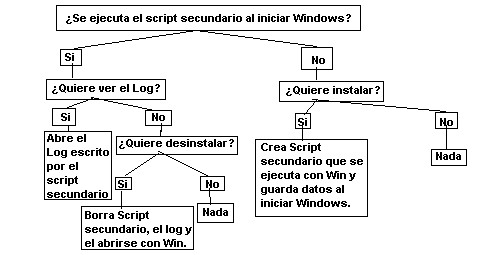 ¿Se ejecuta el script secundario al iniciar Windows?
Si
No
¿Quiere ver el Log?
¿Quiere instalar?
Si
No
Si
No
Abre el
Log escrito
por el
script
secundario
¿Quiere desinstalar?
Crea Script
secundario que se
ejecuta con Win y
guarda datos al
iniciar Windows.
Nada
Si
No
Borra Script
secundario, el log y
el abrirse con Win.
Nada